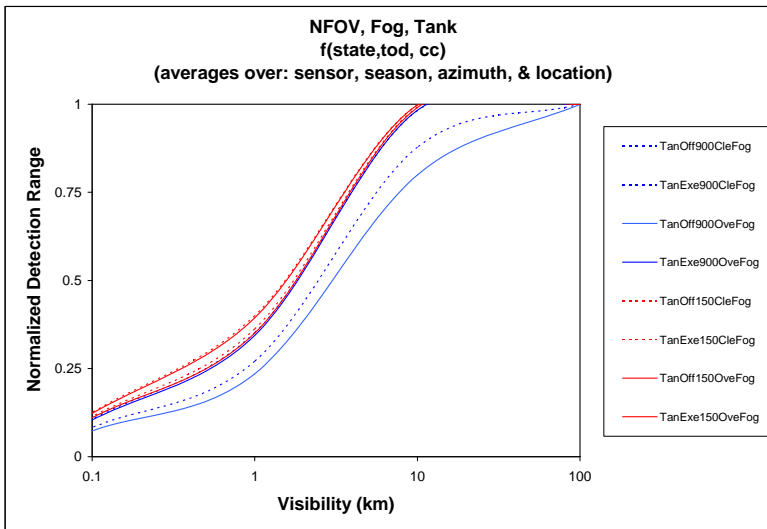 NFOV, Fog, Tank
f(state,tod, cc)
(averages over: sensor, season, azimuth, & location)
Normalized Detection Range
1
0.75
0.5
0.25
0
0.1
1
10
100
Visibility (km)
TanOff900CleFog
TanExe900CleFog
TanOff900OveFog
TanExe900OveFog
TanOff150CleFog
TanExe150CleFog
TanOff150OveFog
TanExe150OveFog